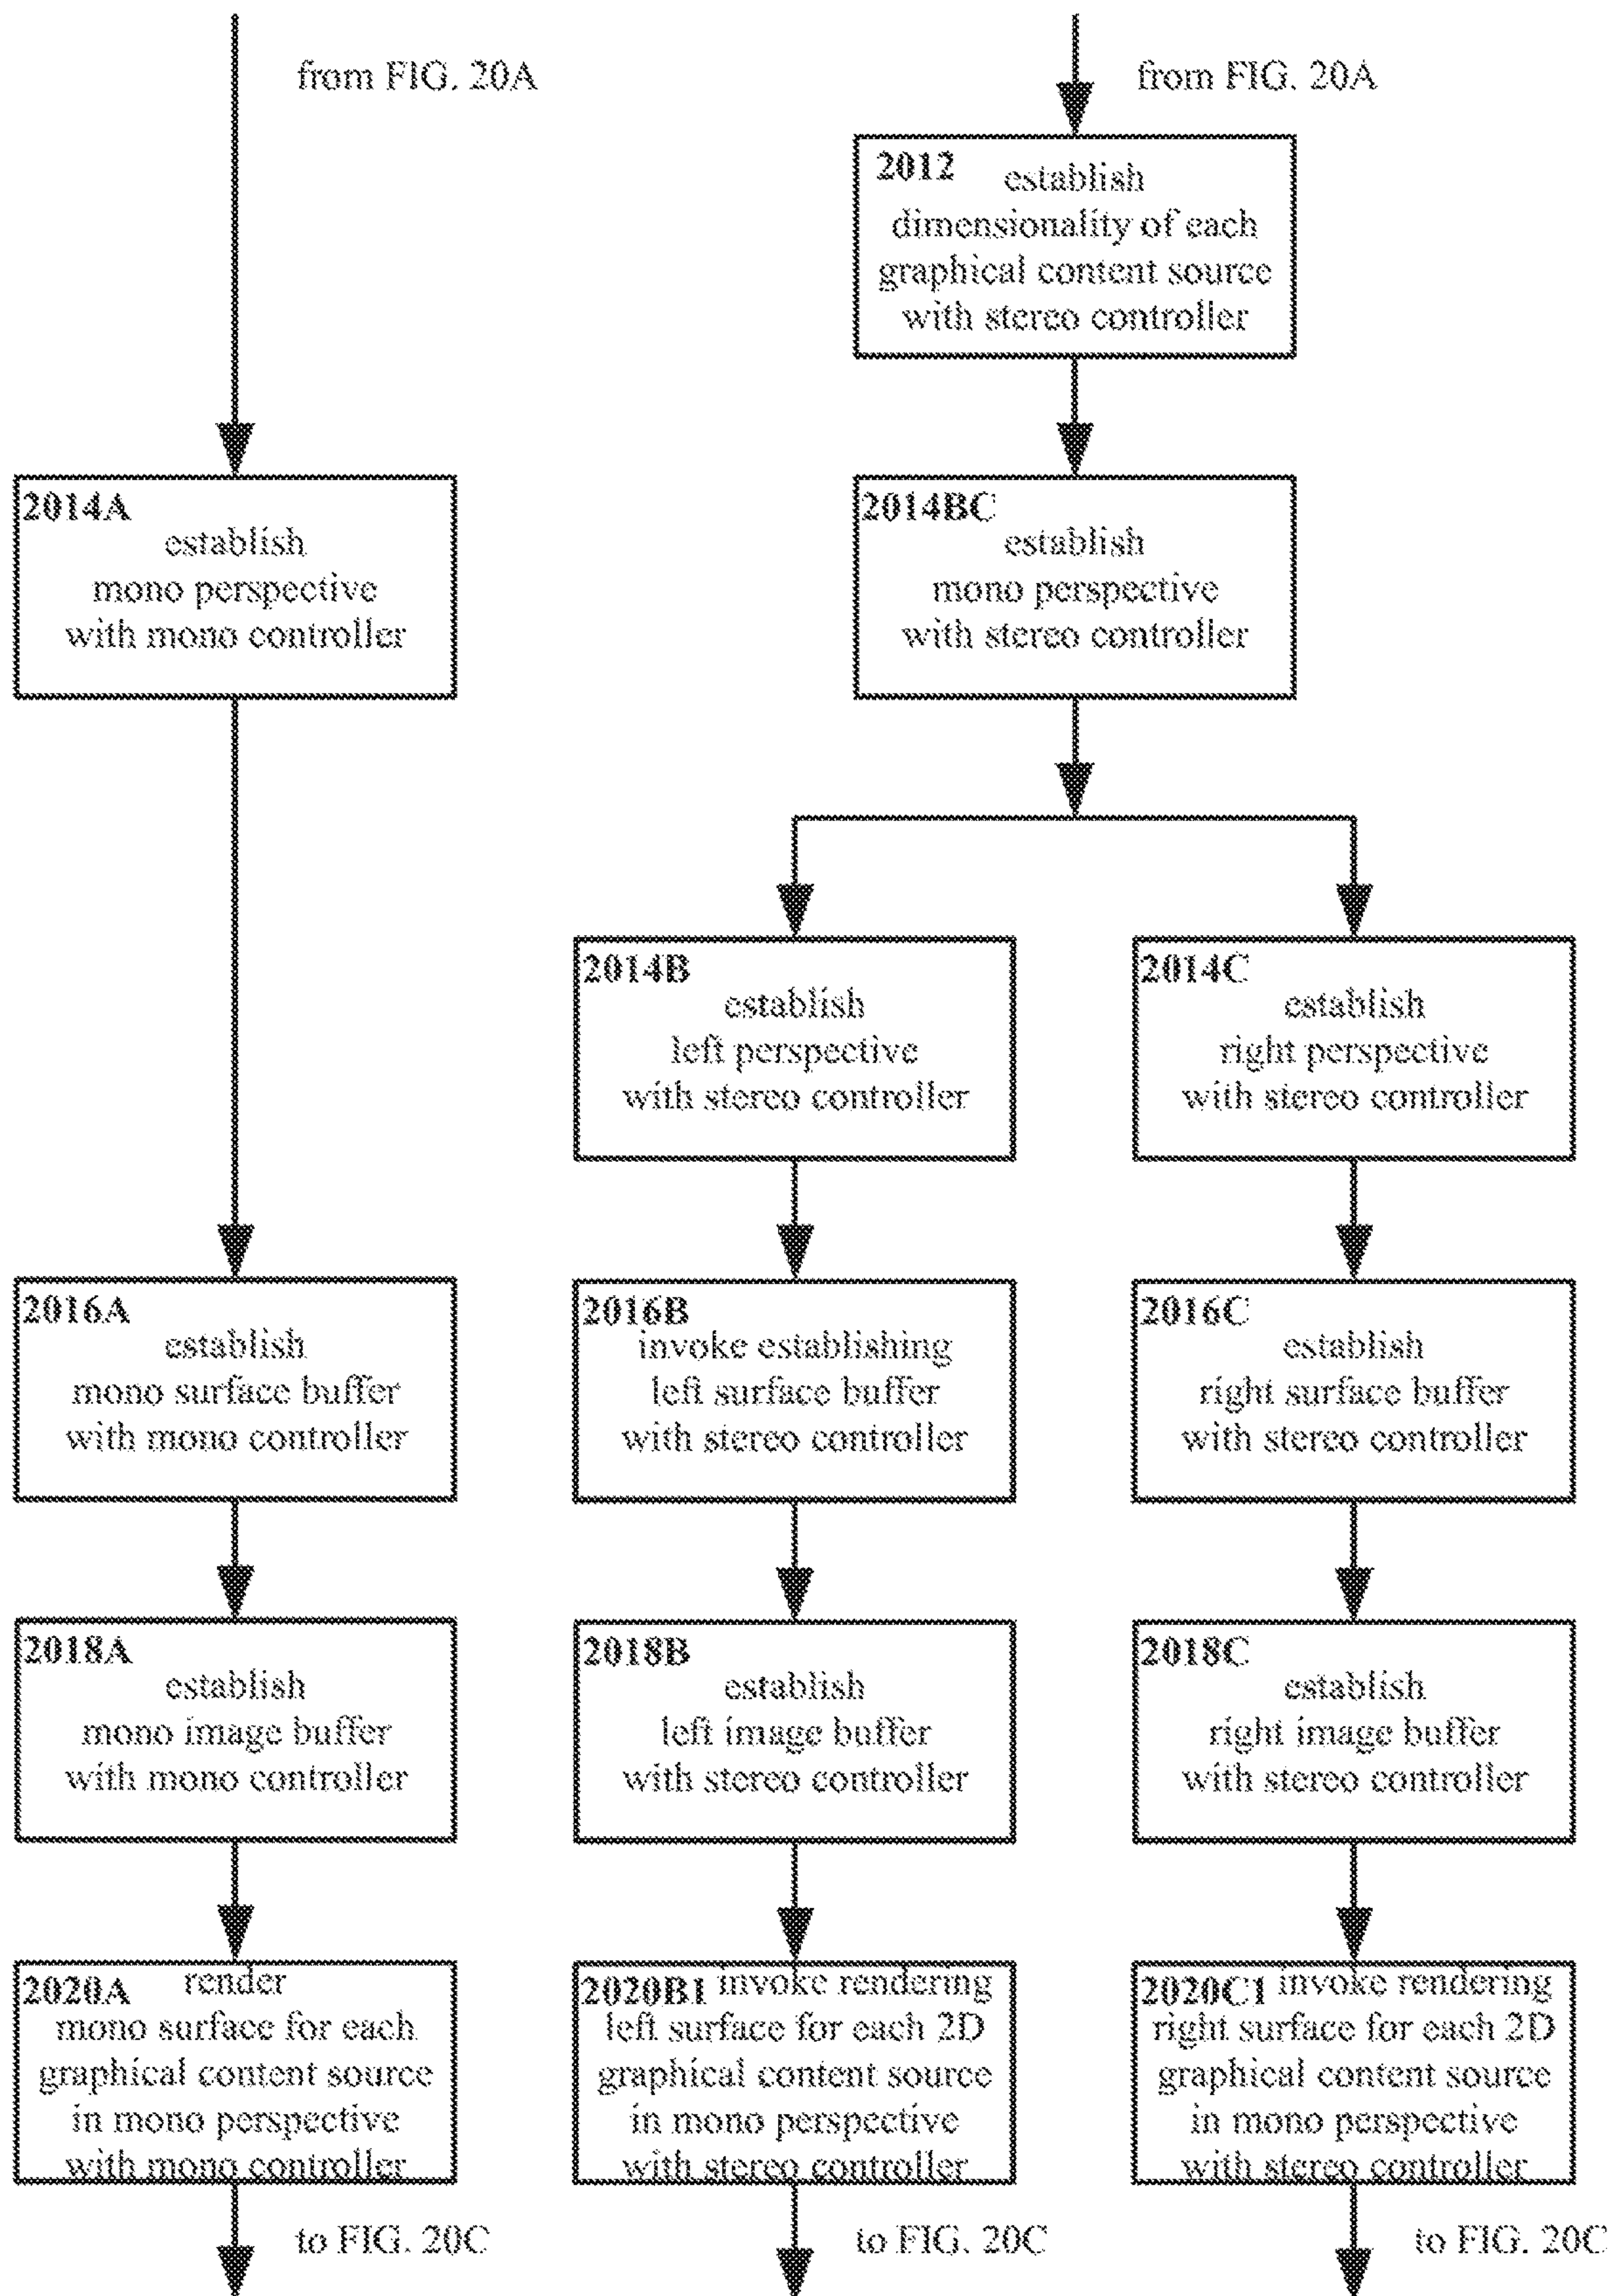 from FIG. 20A
from FIG. 20A
2012 establish
dimensionality of each
graphical content source
with stereo controller
2014A
establish
mono perspective
with mono controller
2014BC
establish
mono perspective
with stereo controller
2014B
establish
left perspective
with stereo controller
2014C
establish
right perspective
with stereo controller
2016A
establish
mono surface buffer
with mono controller
2016B
invoke establishing
left surface buffer
with stereo controller
2016C
establish
right surface buffer
with stereo controller
2018A
establish
mono image buffer
with mono controller
2018B
establish
left image buffer
with stereo controller
2018C
establish
right image buffer
with stereo controller
2020A render
mono surface for each
graphical content source
in mono perspective
with mono controller
2020B1 invoke rendering
left surface for each 2D
graphical content source
in mono perspective
with stereo controller
2020C1 invoke rendering
right surface for each 2D
graphical content source
in mono perspective
with stereo controller
to FIG. 20C
to FIG. 20C
to FIG. 20C